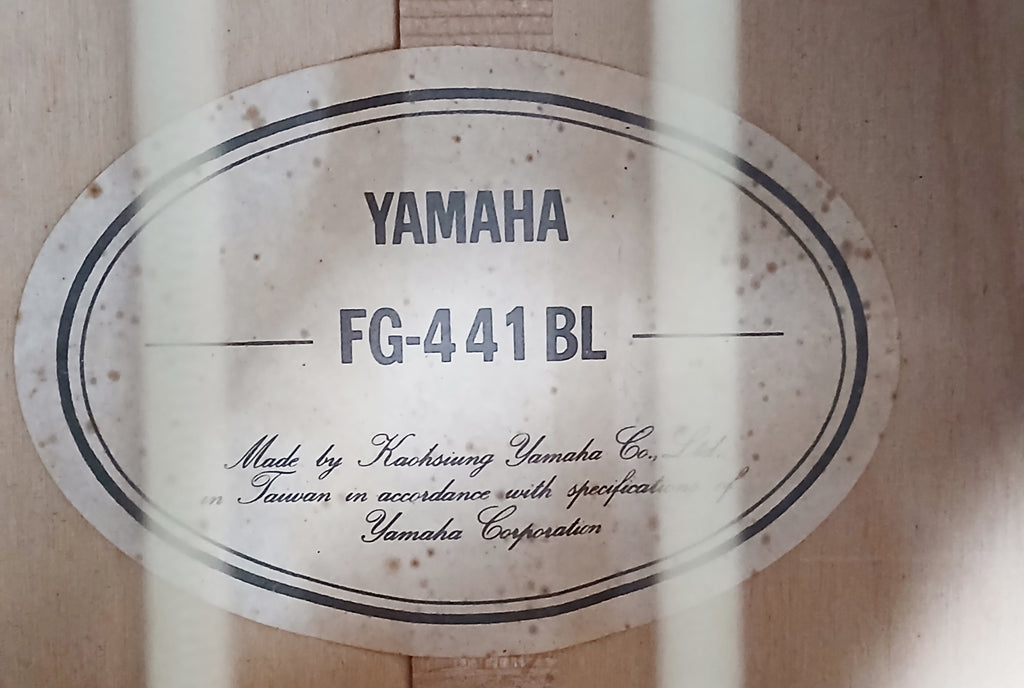 YAMAHA
FG-441 BL
Made by Kaohsiung Yamaha Co., Ltd.
in Taiwan in accordance with specifications of
Yamaha Corporation